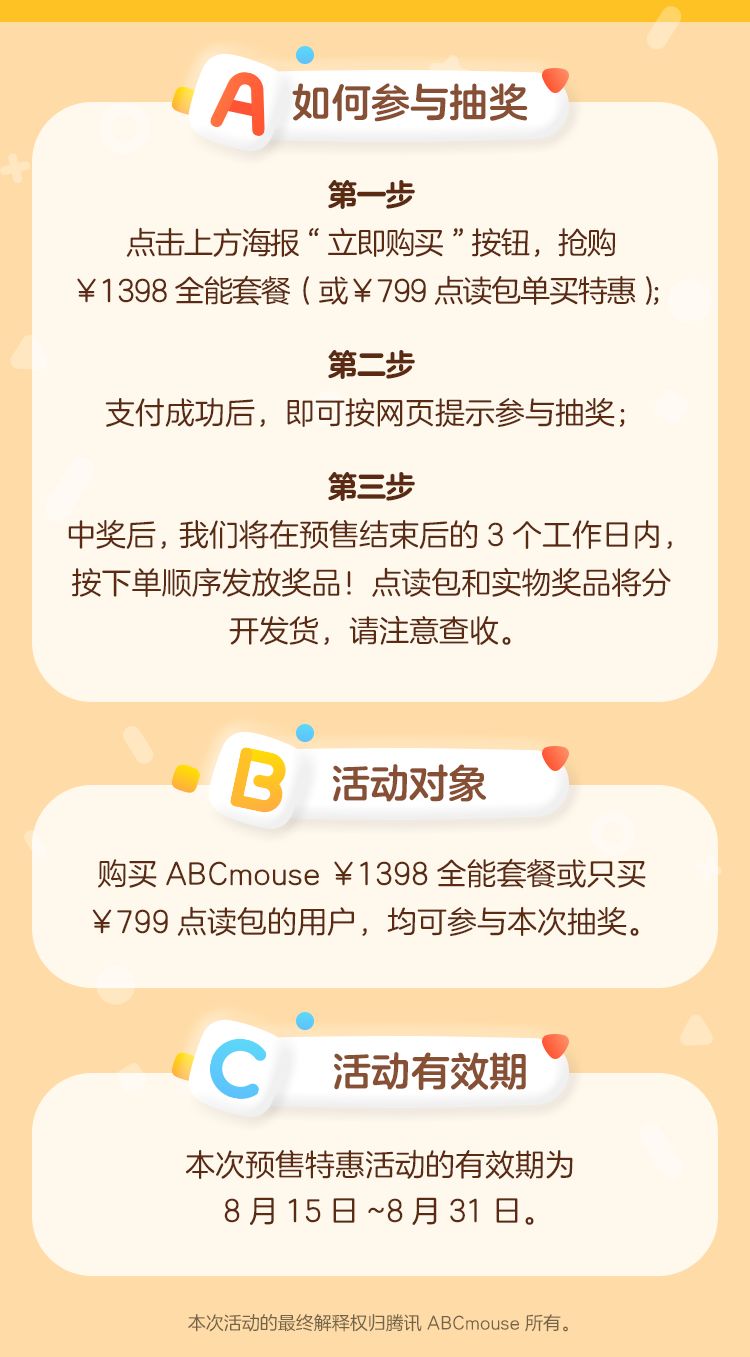 A 如何参与抽奖
第一步
点击上方海报“立即购买”按钮，抢购
￥1398 全能套餐（或￥799 点读包单买特惠）；
第二步
支付成功后，即可按网页提示参与抽奖；
第三步
中奖后，我们将在预售结束后的 3 个工作日内，
按下单顺序发放奖品！点读包和实物奖品将分
开发货，请注意查收。
B 活动对象
购买 ABCmouse ￥1398 全能套餐或只买
￥799 点读包的用户，均可参与本次抽奖。
C 活动有效期
本次预售特惠活动的有效期为
8 月 15 日 ~8 月 31 日。
本次活动的最终解释权归腾讯 ABCmouse 所有。